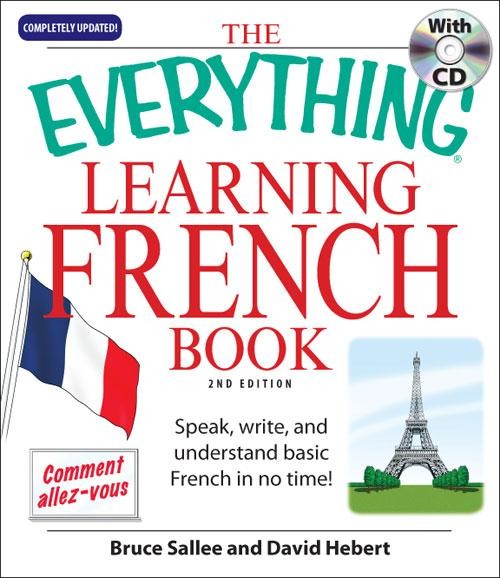 COMPLETELY UPDATED!
THE
With
CD
EVERYTHING®
LEARNING
FRENCH
BOOK
2ND EDITION
Speak, write, and
understand basic
French in no time!
Comment
allez-vous
Bruce Sallee and David Hebert